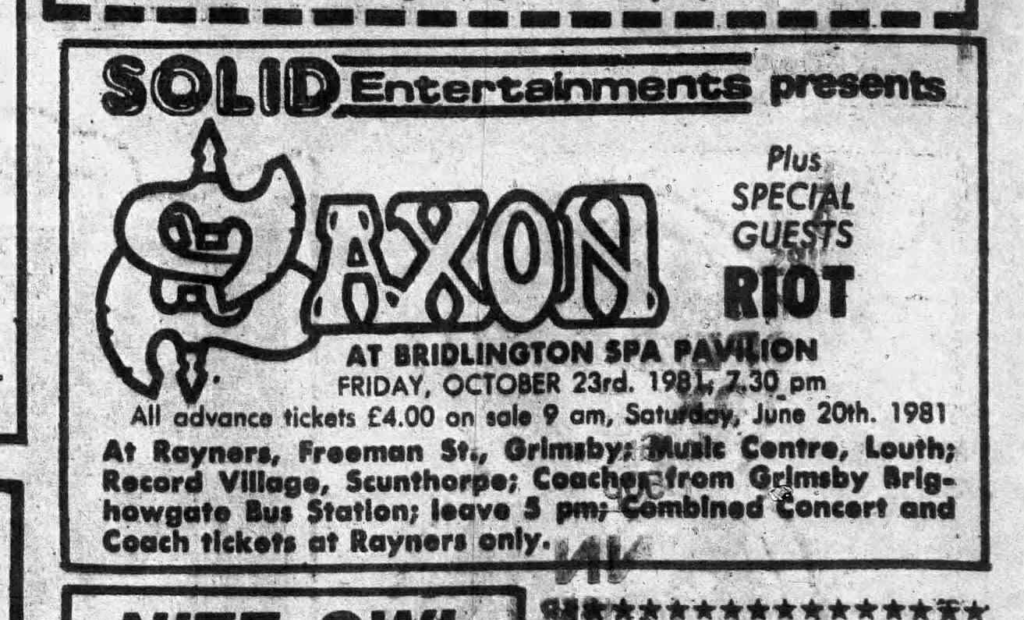 SOLID Entertainments presents
SAXON
Plus
SPECIAL
GUESTS
RIOT
AT BRIDLINGTON SPA PAVILION
FRIDAY, OCTOBER 23rd. 1981, 7.30 pm
All advance tickets £4.00 on sale 9 am, Saturday, June 20th. 1981
At Rayners, Freeman St., Grimsby; Music Centre, Louth;
Record Village, Scunthorpe; Coaches from Grimsby Brig-
howgate Bus Station; leave 5 pm; Combined Concert and
Coach tickets at Rayners only.